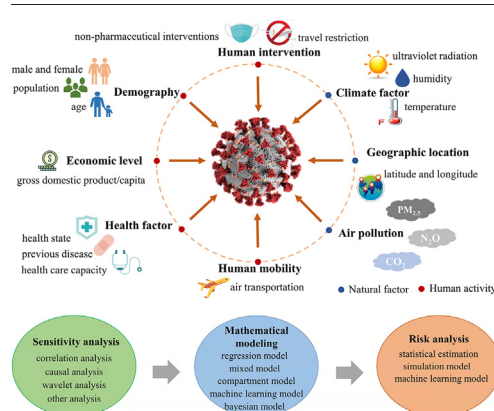 non-pharmaceutical interventions
travel restriction
Human intervention
male and female
population
age
Demography
ultraviolet radiation
humidity
Climate factor
temperature
F
Economic level
gross domestic product/capita
Geographic location
latitude and longitude
PM2.5
N2O
CO2
Air pollution
Health factor
health state
previous disease
health care capacity
Human mobility
air transportation
Natural factor
Human activity
Sensitivity analysis
correlation analysis
causal analysis
wavelet analysis
other analysis
Mathematical
modeling
regression model
mixed model
compartment model
machine learning model
bayesian model
Risk analysis
statistical estimation
simulation model
machine learning model